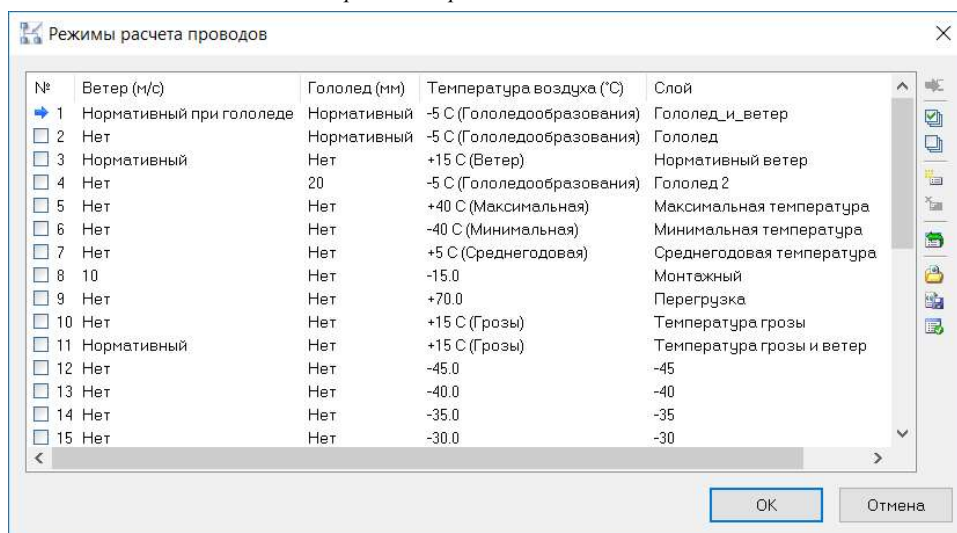 Режимы расчета проводов
№ Ветер (м/с) Гололед (мм) Температура воздуха (°С) Слой
1 Нормативный при гололеде Нормативный -5 С (Гололедообразования) Гололед_и_ветер
2 Нет Нормативный -5 С (Гололедообразования) Гололед
3 Нормативный Нет +15 С (Ветер) Нормативный ветер
4 Нет 20 -5 С (Гололедообразования) Гололед 2
5 Нет Нет +40 С (Максимальная) Максимальная температура
6 Нет Нет -40 С (Минимальная) Минимальная температура
7 Нет Нет +5 С (Среднегодовая) Среднегодовая температура
8 10 Нет -15.0 Монтажный
9 Нет Нет +70.0 Перегрузка
10 Нет Нет +15 С (Грозы) Температура грозы
11 Нормативный Нет +15 С (Грозы) Температура грозы и ветер
12 Нет Нет -45.0 -45
13 Нет Нет -40.0 -40
14 Нет Нет -35.0 -35
15 Нет Нет -30.0 -30
OK Отмена